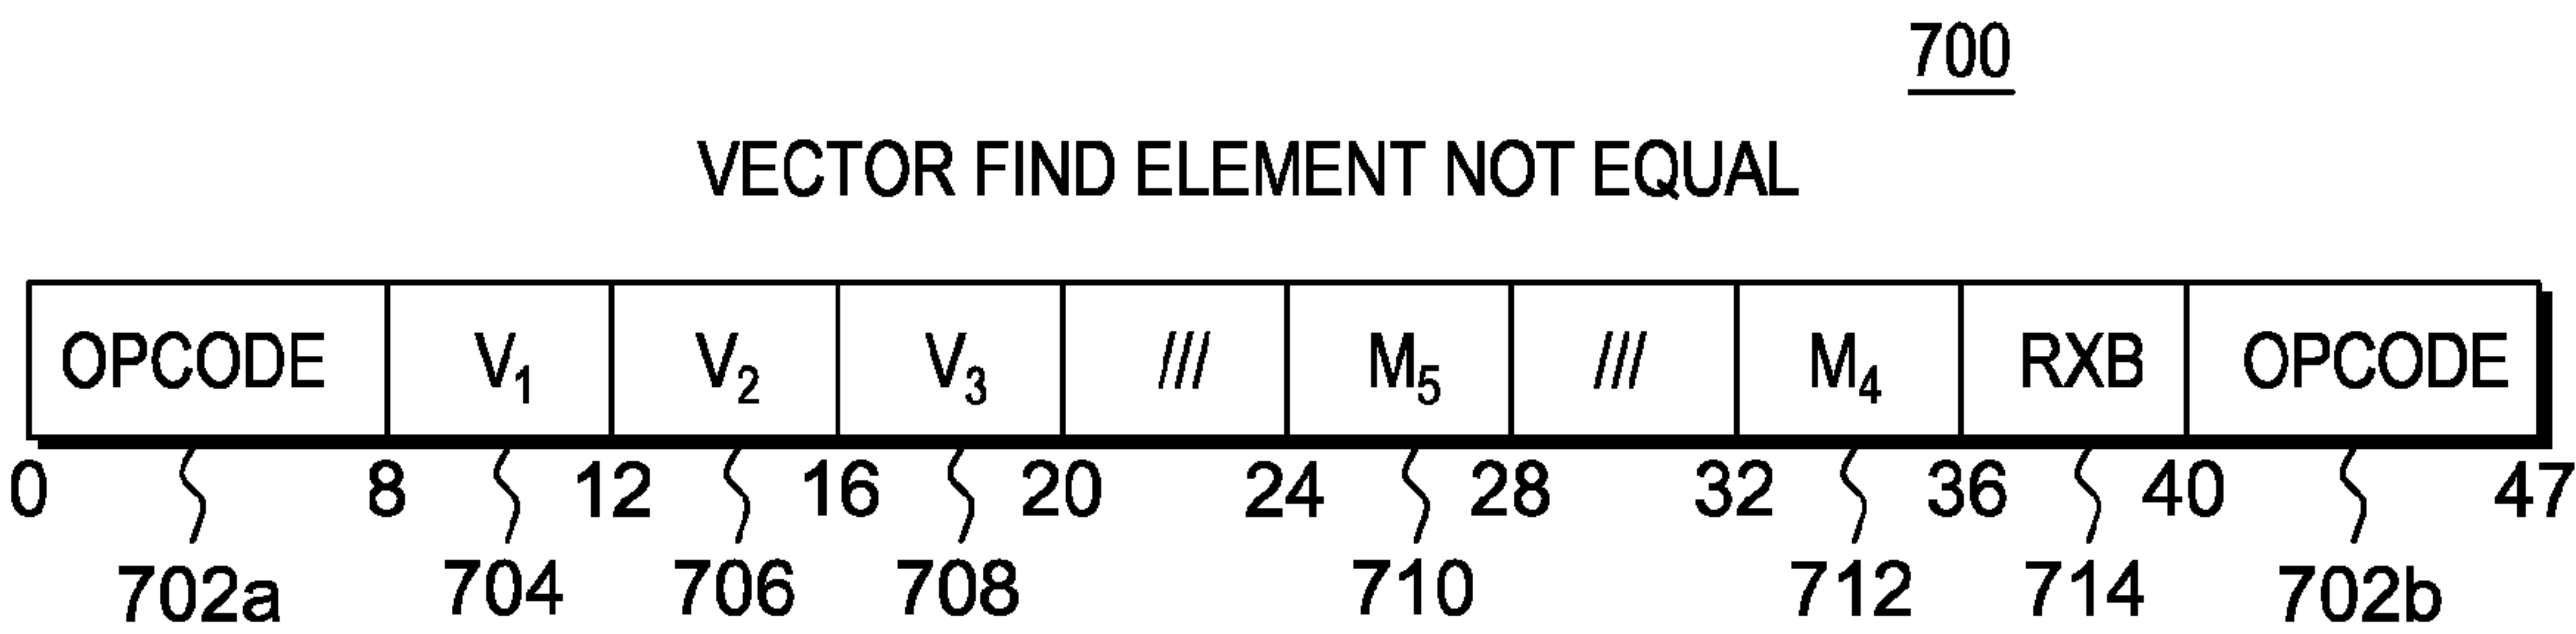 700
VECTOR FIND ELEMENT NOT EQUAL
OPCODE V1 V2 V3 /// M5 /// M4 RXB OPCODE
0 8 12 16 20 24 28 32 36 40 47
702a 704 706 708 710 712 714 702b